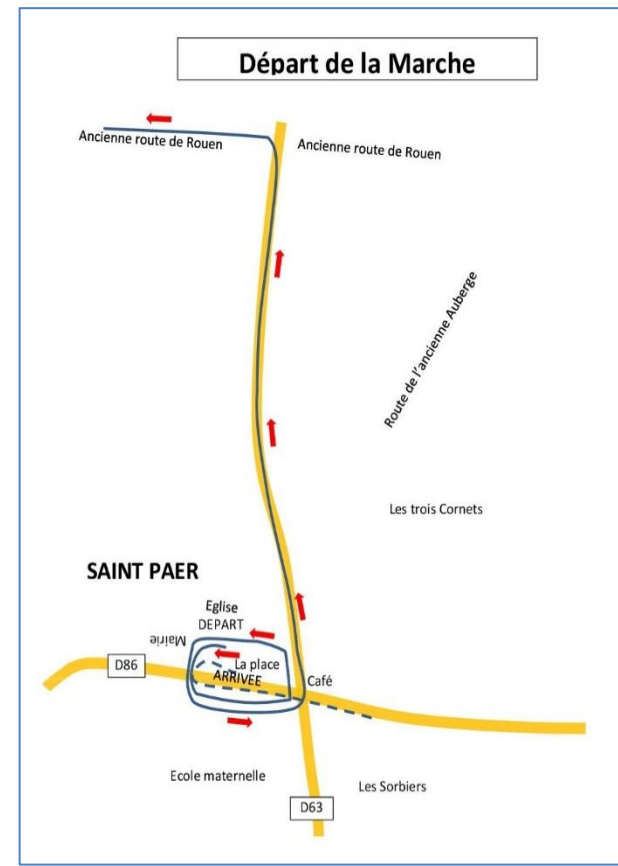 Départ de la Marche
Ancienne route de Rouen
Ancienne route de Rouen
Route de l'ancienne Auberge
Les trois Cornets
SAINT PAER
Eglise
DEPART
Mairie
La place
ARRIVEE
D86
Café
Ecole maternelle
Les Sorbiers
D63